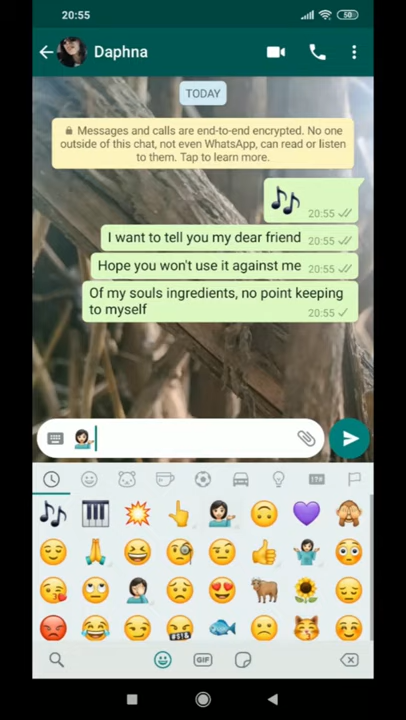 20:55
50
Daphna
TODAY
Messages and calls are end-to-end encrypted. No one
outside of this chat, not even WhatsApp, can read or listen
to them. Tap to learn more.
20:55
I want to tell you my dear friend 20:55
Hope you won't use it against me 20:55
Of my souls ingredients, no point keeping
to myself 20:55
GIF